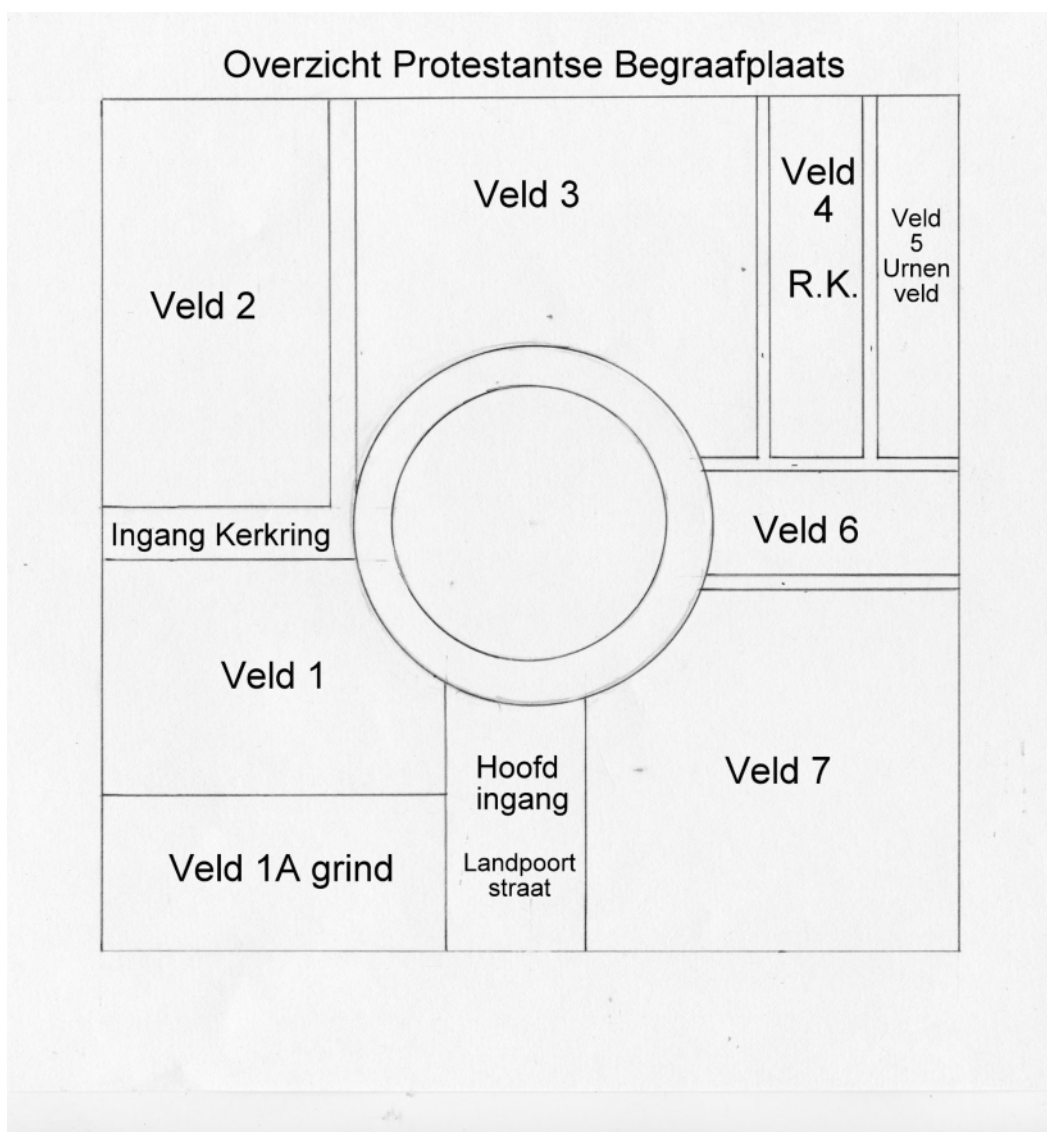 Overzicht Protestantse Begraafplaats
Veld 3
Veld
4
R.K.
Veld
5
Urnen
veld
Veld 2
Ingang Kerkring
Veld 6
Veld 1
Hoofd
ingang
Veld 7
Veld 1A grind
Landpoort
straat